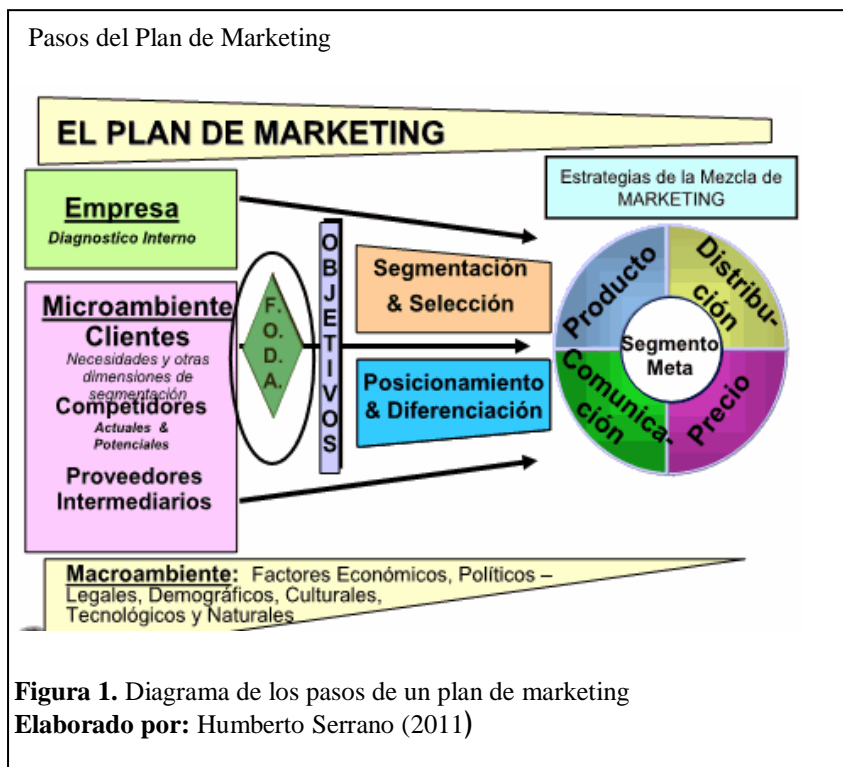 Pasos del Plan de Marketing
EL PLAN DE MARKETING
Empresa
Diagnostico Interno
Microambiente
Clientes
Necesidades y otras
dimensiones de
segmentación
Competidores
Actuales &
Potenciales
Proveedores
Intermediarios
F.
O.
D.
A.
OBJETIVOS
Segmentación
& Selección
Posicionamiento
& Diferenciación
Estrategias de la Mezcla de
MARKETING
Producto
Distribu-
ción
Segmento
Meta
Comunica-
ción
Precio
Macroambiente: Factores Económicos, Políticos –
Legales, Demográficos, Culturales,
Tecnológicos y Naturales
Figura 1. Diagrama de los pasos de un plan de marketing
Elaborado por: Humberto Serrano (2011)